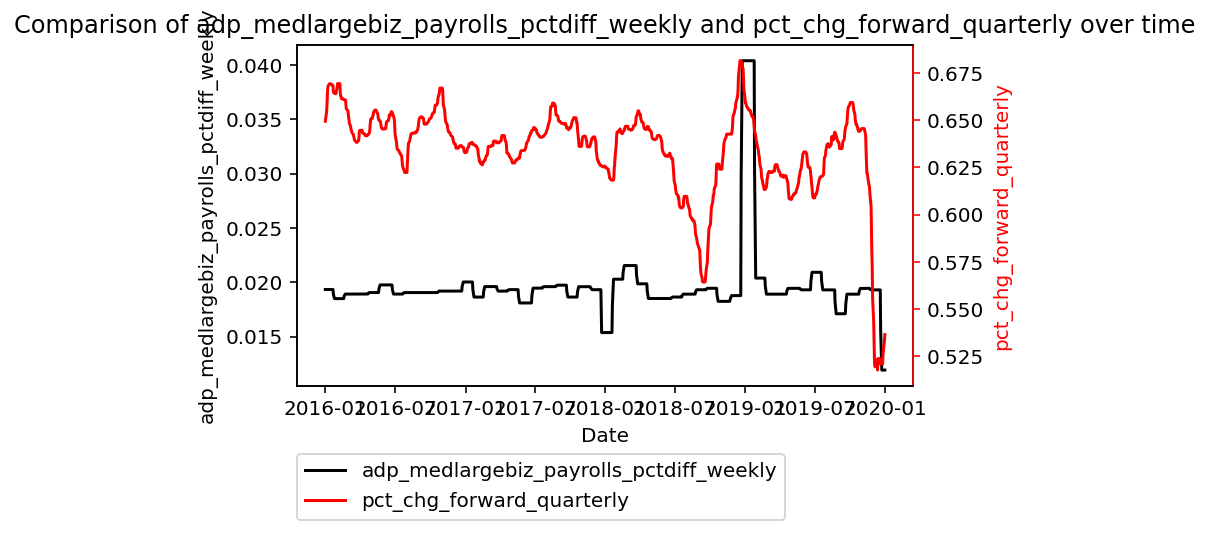 Comparison of adp_medlargebiz_payrolls_pctdiff_weekly and pct_chg_forward_quarterly over time
adp_medlargebiz_payrolls_pctdiff_weekly
0.040
0.035
0.030
0.025
0.020
0.015
0.675
0.650
0.625
0.600
0.575
0.550
0.525
pct_chg_forward_quarterly
2016-01 2016-07 2017-01 2017-07 2018-01 2018-07 2019-01 2019-07 2020-01
Date
adp_medlargebiz_payrolls_pctdiff_weekly
pct_chg_forward_quarterly